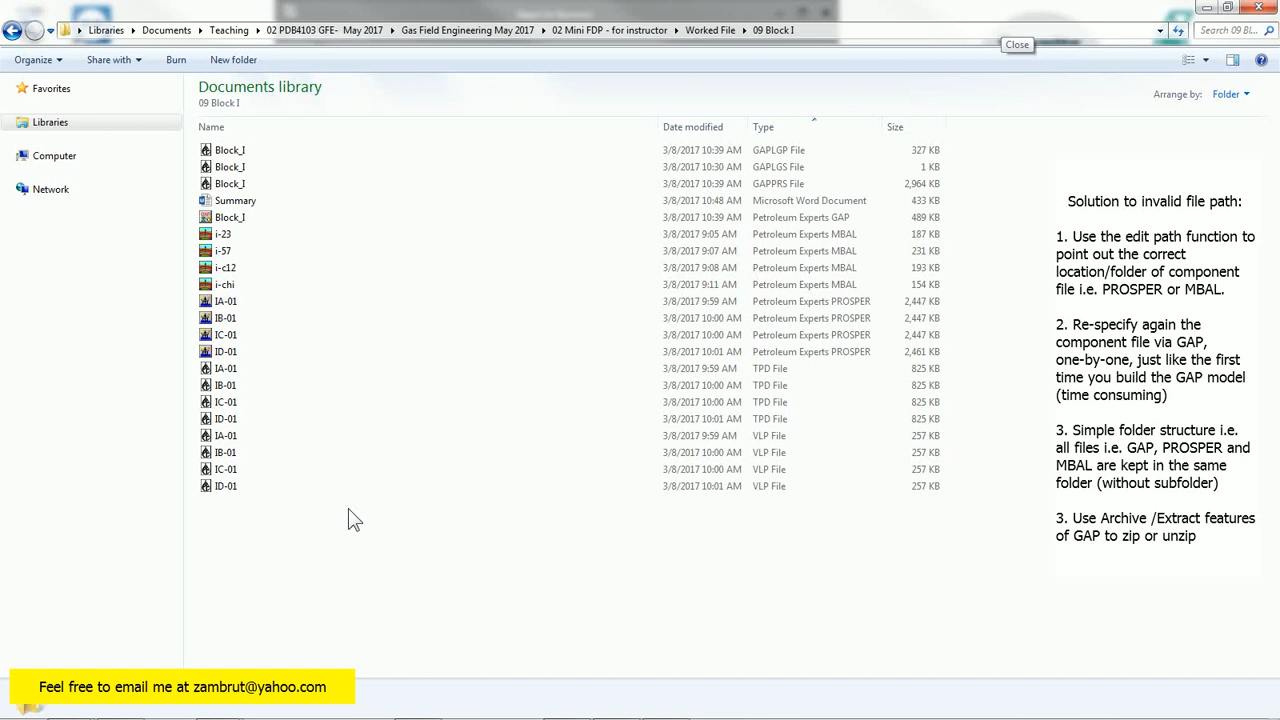 Libraries ▸ Documents ▸ Teaching ▸ 02 PDB4103 GFE- May 2017 ▸ Gas Field Engineering May 2017 ▸ 02 Mini FDP - for instructor ▸ Worked File ▸ 09 Block I
Search 09 Bl...
Close
Organize
Share with
Burn
New folder
Favorites
Libraries
Computer
Network
Documents library
09 Block I
Arrange by: Folder
Name Date modified Type Size
Block_I 3/8/2017 10:39 AM GAPLGP File 327 KB
Block_I 3/8/2017 10:30 AM GAPLGS File 1 KB
Block_I 3/8/2017 10:39 AM GAPPRS File 2,964 KB
Summary 3/8/2017 10:48 AM Microsoft Word Document 433 KB
Block_I 3/8/2017 10:39 AM Petroleum Experts GAP 489 KB
i-23 3/8/2017 9:05 AM Petroleum Experts MBAL 187 KB
i-57 3/8/2017 9:07 AM Petroleum Experts MBAL 231 KB
i-c12 3/8/2017 9:08 AM Petroleum Experts MBAL 193 KB
i-chi 3/8/2017 9:11 AM Petroleum Experts MBAL 154 KB
IA-01 3/8/2017 9:59 AM Petroleum Experts PROSPER 2,447 KB
IB-01 3/8/2017 10:00 AM Petroleum Experts PROSPER 2,447 KB
IC-01 3/8/2017 10:00 AM Petroleum Experts PROSPER 2,447 KB
ID-01 3/8/2017 10:01 AM Petroleum Experts PROSPER 2,461 KB
IA-01 3/8/2017 9:59 AM TPD File 825 KB
IB-01 3/8/2017 10:00 AM TPD File 825 KB
IC-01 3/8/2017 10:00 AM TPD File 825 KB
ID-01 3/8/2017 10:01 AM TPD File 825 KB
IA-01 3/8/2017 9:59 AM VLP File 257 KB
IB-01 3/8/2017 10:00 AM VLP File 257 KB
IC-01 3/8/2017 10:00 AM VLP File 257 KB
ID-01 3/8/2017 10:01 AM VLP File 257 KB
Solution to invalid file path:
1. Use the edit path function to
point out the correct
location/folder of component
file i.e. PROSPER or MBAL.
2. Re-specify again the
component file via GAP,
one-by-one, just like the first
time you build the GAP model
(time consuming)
3. Simple folder structure i.e.
all files i.e. GAP, PROSPER and
MBAL are kept in the same
folder (without subfolder)
3. Use Archive /Extract features
of GAP to zip or unzip
Feel free to email me at zambrut@yahoo.com